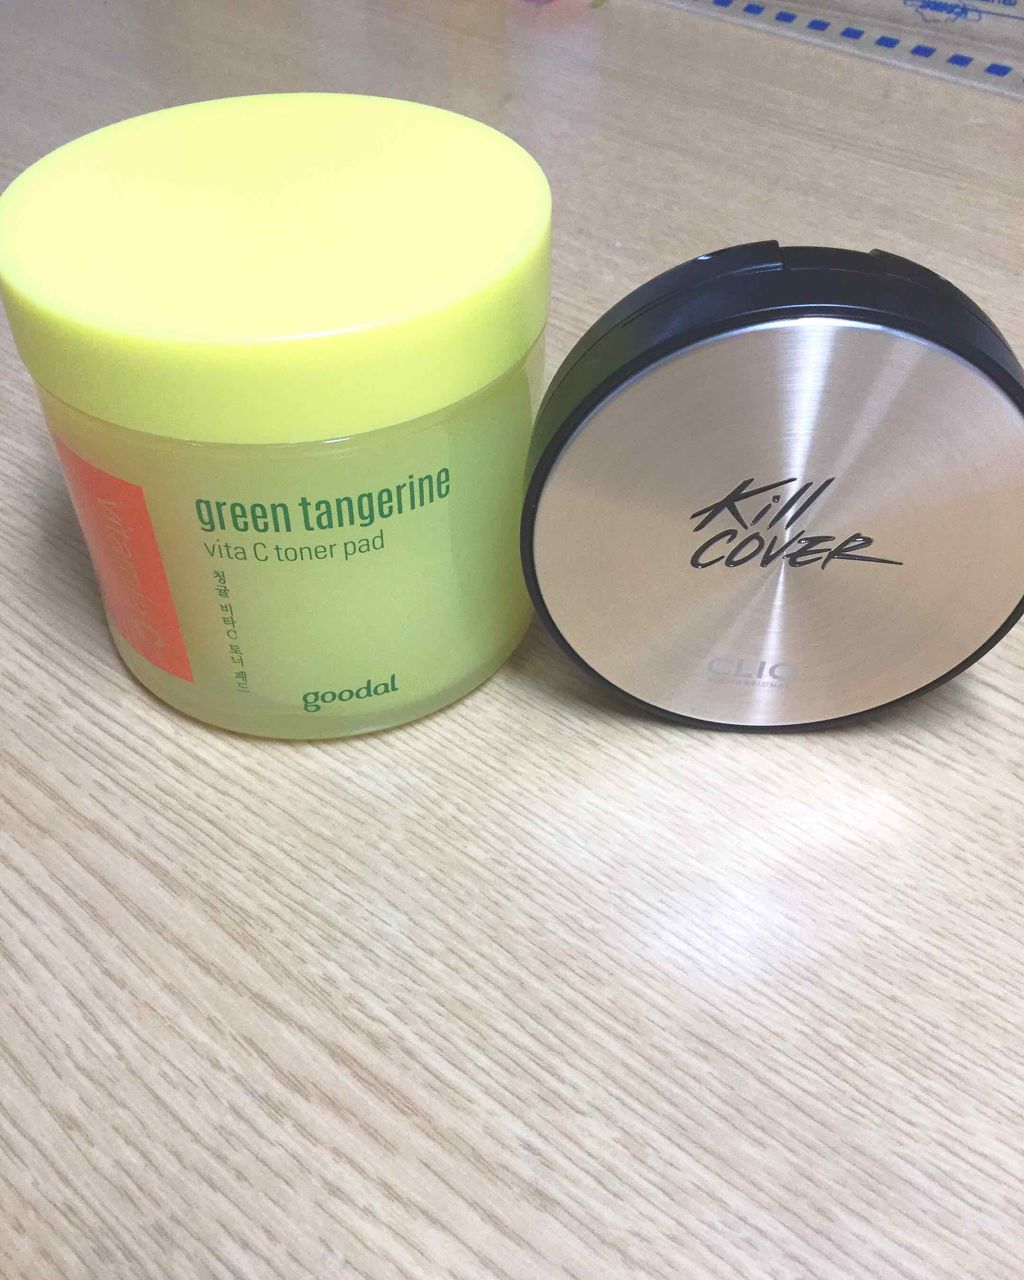 green tangerine
vita C toner pad
청귤 비타C 토너 패드
goodal
Kill
COVER
CLIO